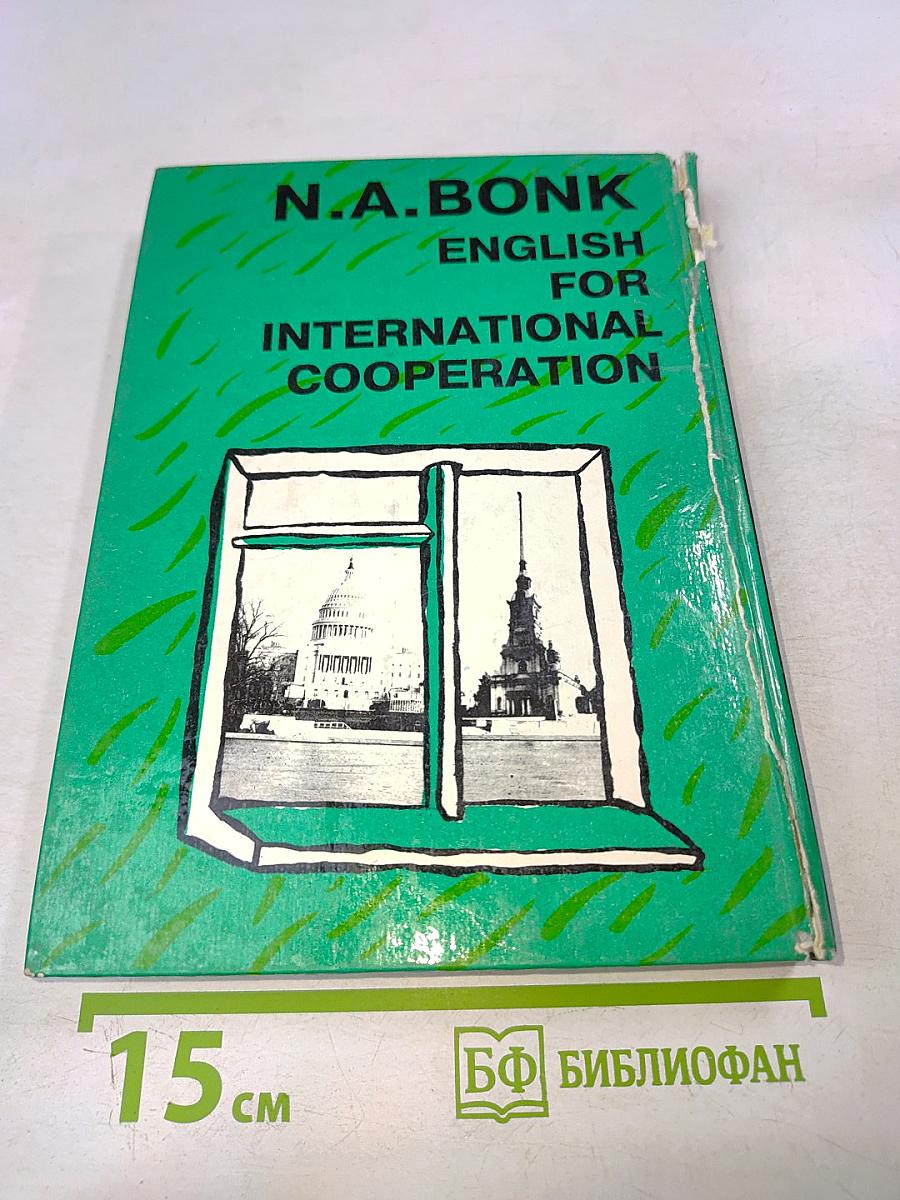 N.A.BONK
ENGLISH
FOR
INTERNATIONAL
COOPERATION
15 см
БФ БИБЛИОФАН